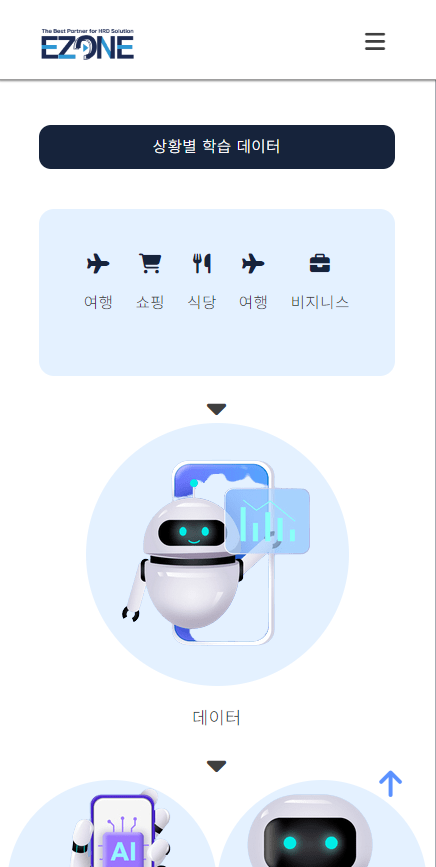 The Best Partner for HRD Solution
EZONE
상황별 학습 데이터
여행 쇼핑 식당 여행 비지니스
데이터
AI